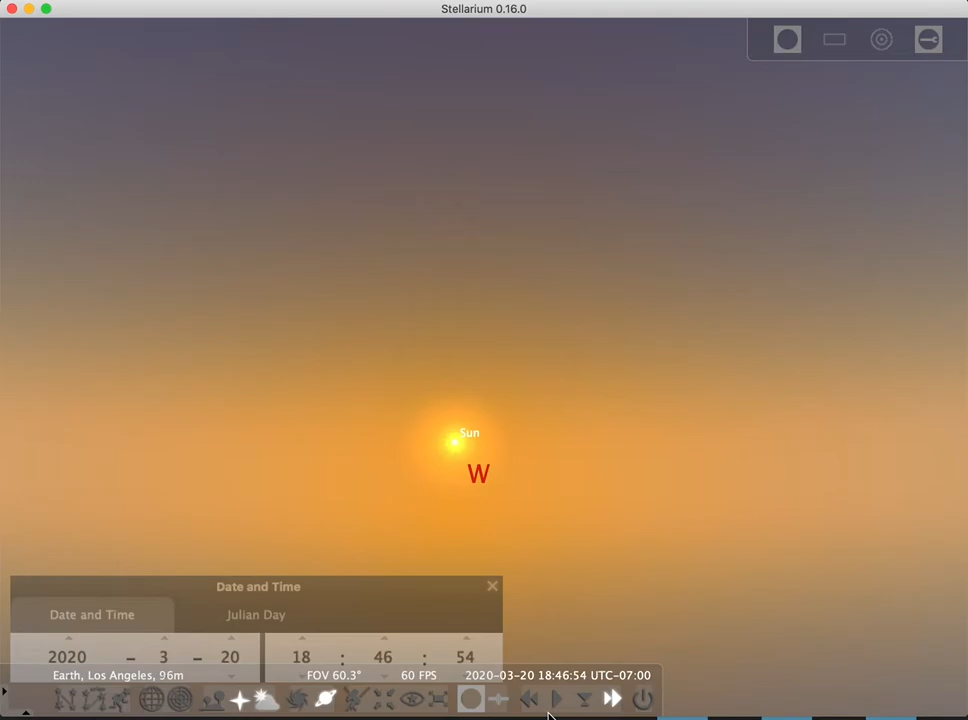 Stellarium 0.16.0
Sun
W
Date and Time
Date and Time Julian Day
2020 – 3 – 20 18 : 46 : 54
Earth, Los Angeles, 96m FOV 60.3° 60 FPS 2020-03-20 18:46:54 UTC-07:00